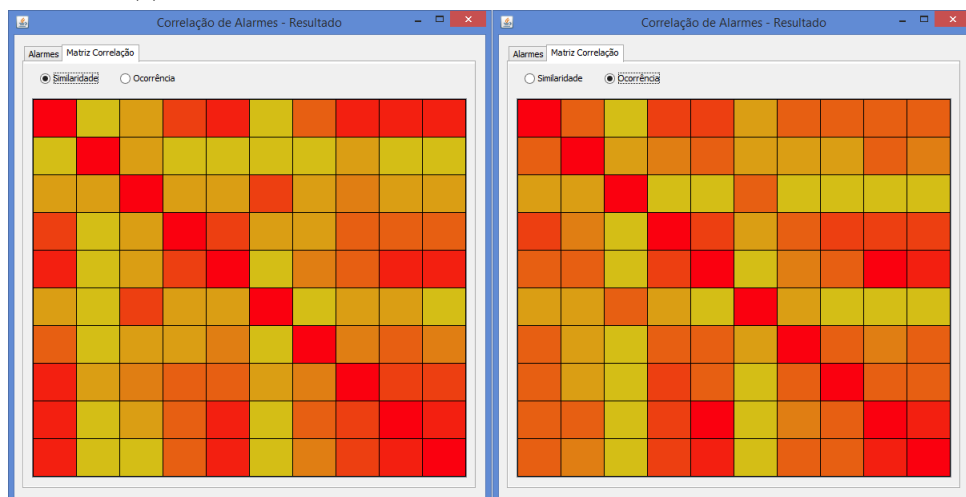 Correlação de Alarmes - Resultado
Alarmes Matriz Correlação
Similaridade Ocorrência
Correlação de Alarmes - Resultado
Alarmes Matriz Correlação
Similaridade Ocorrência